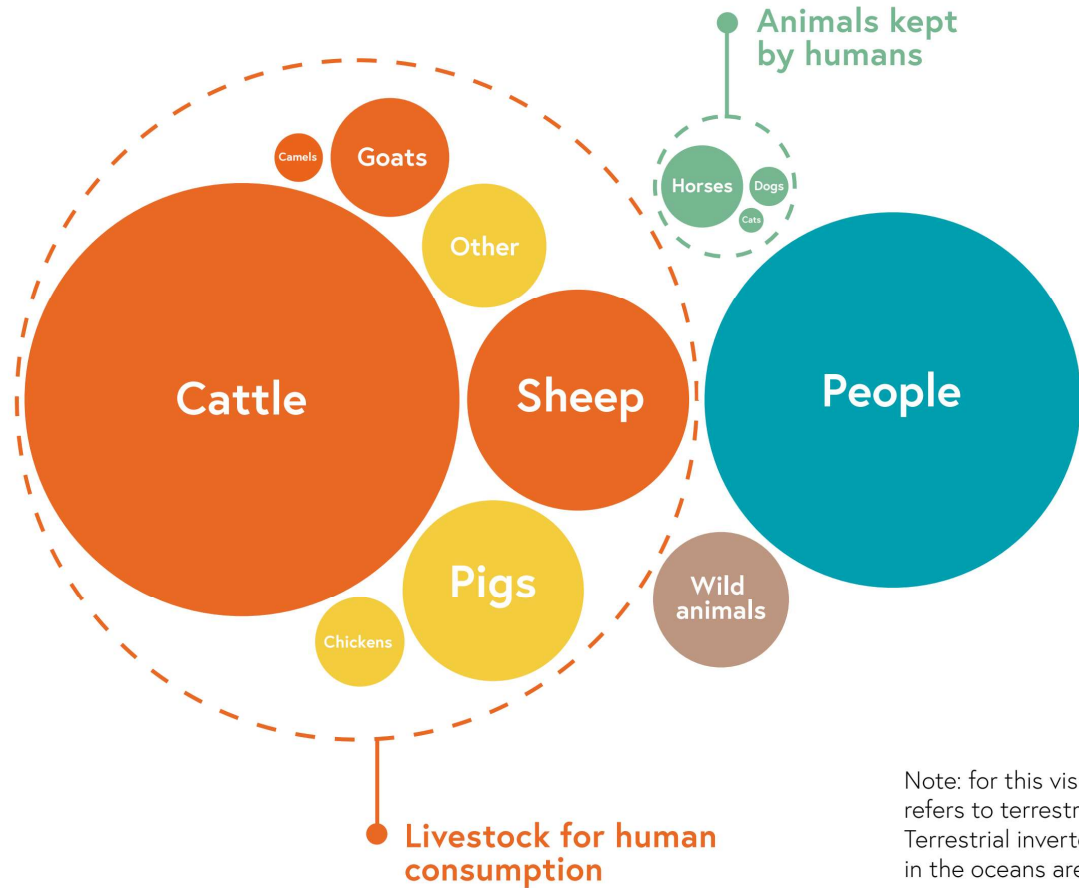 Animals kept
by humans
Camels
Goats
Horses
Dogs
Cats
Other
Cattle
Sheep
People
Pigs
Wild
animals
Chickens
Note: for this vis
refers to terrestr
Terrestrial inverte
in the oceans are
Livestock for human
consumption